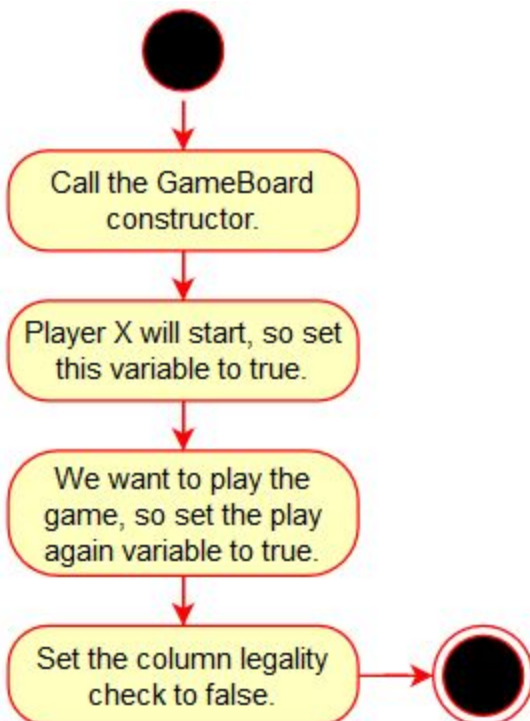 Call the GameBoard
constructor.
Player X will start, so set
this variable to true.
We want to play the
game, so set the play
again variable to true.
Set the column legality
check to false.